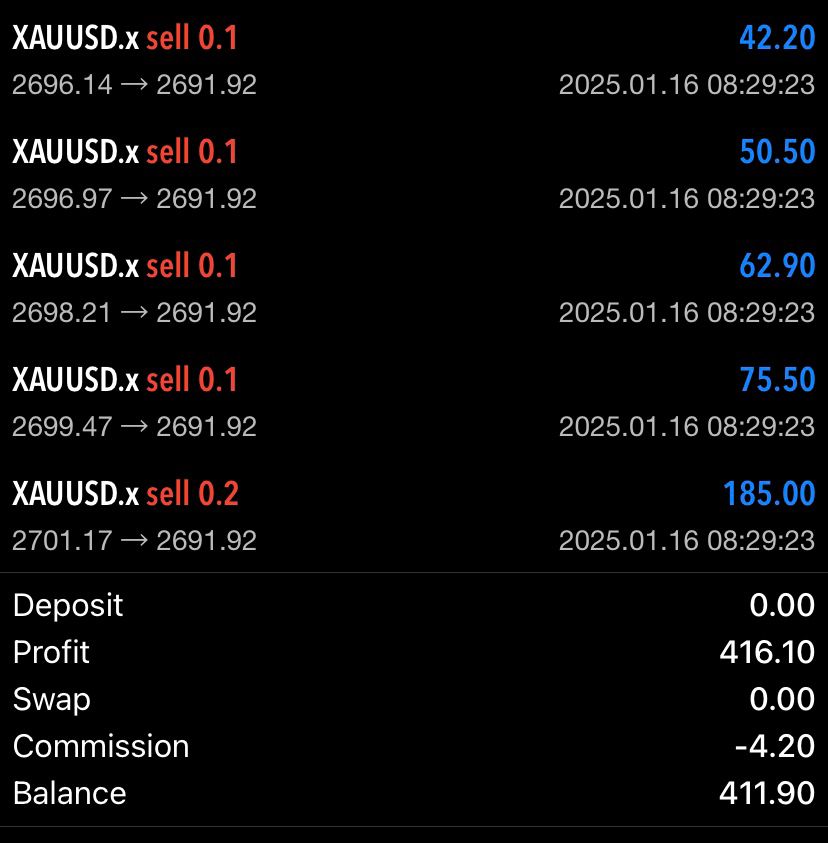 XAUUSD.x sell 0.1 42.20
2696.14 → 2691.92 2025.01.16 08:29:23
XAUUSD.x sell 0.1 50.50
2696.97 → 2691.92 2025.01.16 08:29:23
XAUUSD.x sell 0.1 62.90
2698.21 → 2691.92 2025.01.16 08:29:23
XAUUSD.x sell 0.1 75.50
2699.47 → 2691.92 2025.01.16 08:29:23
XAUUSD.x sell 0.2 185.00
2701.17 → 2691.92 2025.01.16 08:29:23
Deposit 0.00
Profit 416.10
Swap 0.00
Commission -4.20
Balance 411.90